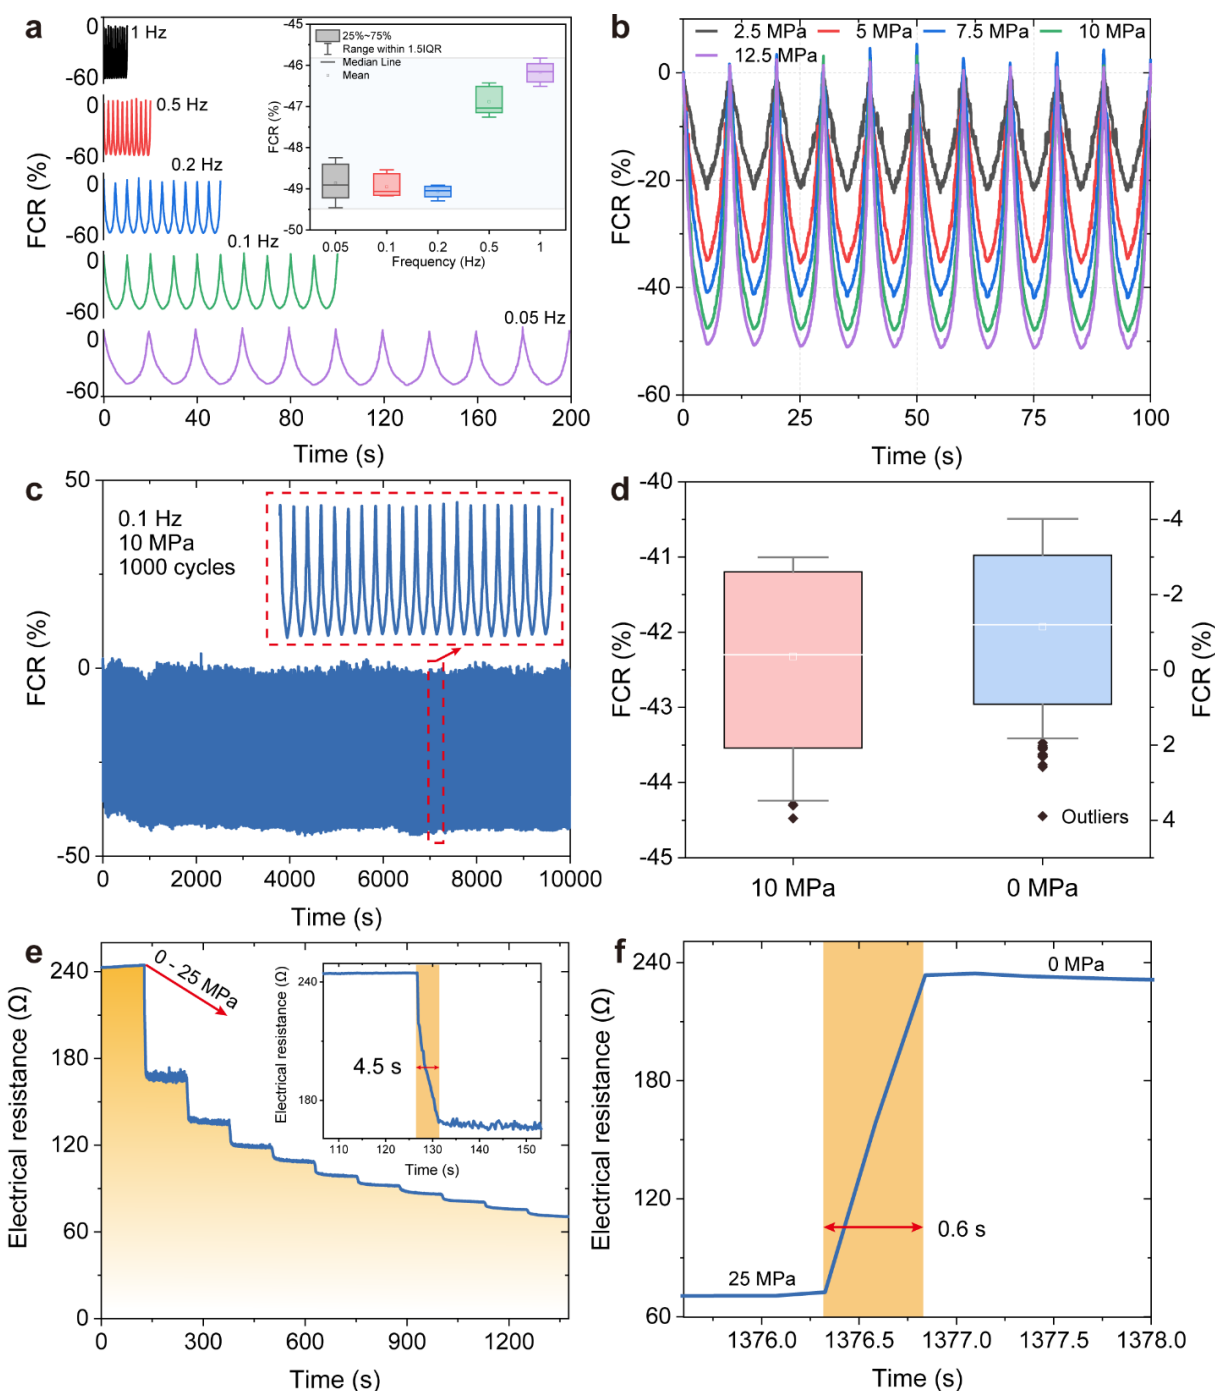 a
FCR (%)
0
-60
1 Hz
0
-60
0.5 Hz
0
-60
0.2 Hz
0
-60
0.1 Hz
0
-60
0.05 Hz
0 40 80 120 160 200
Time (s)
-45
-46
-47
-48
-49
-50
FCR (%)
25%~75%
Range within 1.5IQR
Median Line
Mean
0.05 0.1 0.2 0.5 1
Frequency (Hz)
b
2.5 MPa 5 MPa 7.5 MPa 10 MPa
12.5 MPa
0
-20
-40
-60
FCR (%)
0 25 50 75 100
Time (s)
c
50
0
-50
FCR (%)
0.1 Hz
10 MPa
1000 cycles
0 2000 4000 6000 8000 10000
Time (s)
d
-40
-41
-42
-43
-44
-45
FCR (%)
-4
-2
0
2
4
FCR (%)
Outliers
10 MPa 0 MPa
e
240
180
120
60
0
Electrical resistance (Ω)
0 - 25 MPa
240
180
Electrical resistance (Ω)
4.5 s
110 120 130 140 150
Time (s)
0 300 600 900 1200
Time (s)
f
240
180
120
60
Electrical resistance (Ω)
0 MPa
0.6 s
25 MPa
1376.0 1376.5 1377.0 1377.5 1378.0
Time (s)